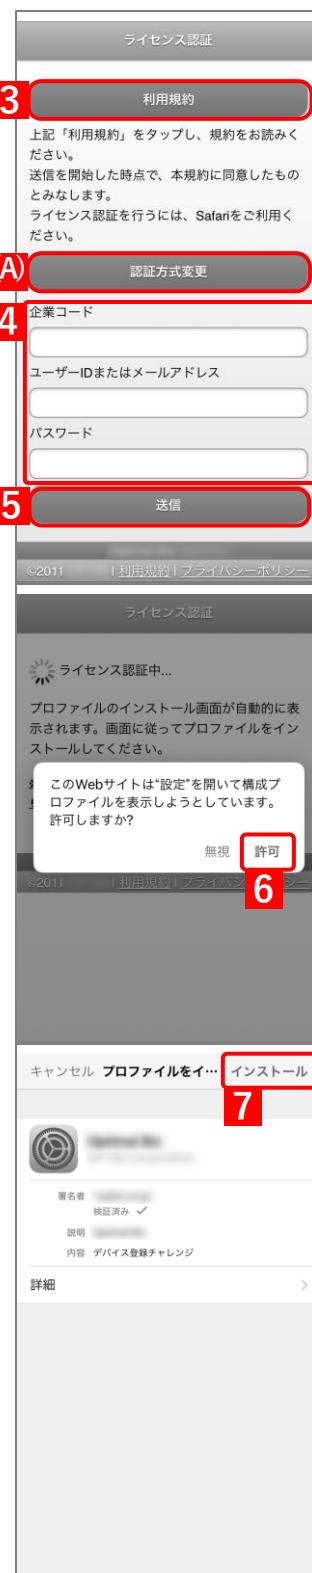 ライセンス認証
3
利用規約
上記「利用規約」をタップし、規約をお読みく
ださい。
送信を開始した時点で、本規約に同意したもの
とみなします。
ライセンス認証を行うには、Safariをご利用く
ださい。
(A)
認証方式変更
4
企業コード
ユーザーIDまたはメールアドレス
パスワード
5
送信
©2011 | 利用規約 | プライバシーポリシー
ライセンス認証
ライセンス認証中...
プロファイルのインストール画面が自動的に表
示されます。画面に従ってプロファイルをイン
ストールしてください。
このWebサイトは“設定”を開いて構成プ
ロファイルを表示しようとしています。
許可しますか?
無視 許可
6
©2011 | 利用規約 | プライバシ
キャンセル プロファイルをイ… インストール
7
署名者
検証済み ✓
説明
内容 デバイス登録チャレンジ
詳細